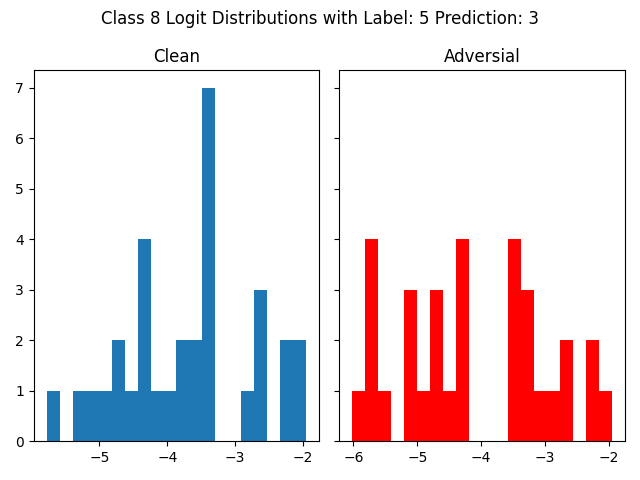 Class 8 Logit Distributions with Label: 5 Prediction: 3
Clean
Adversial
7
6
5
4
3
2
1
0
−5 −4 −3 −2
−6 −5 −4 −3 −2